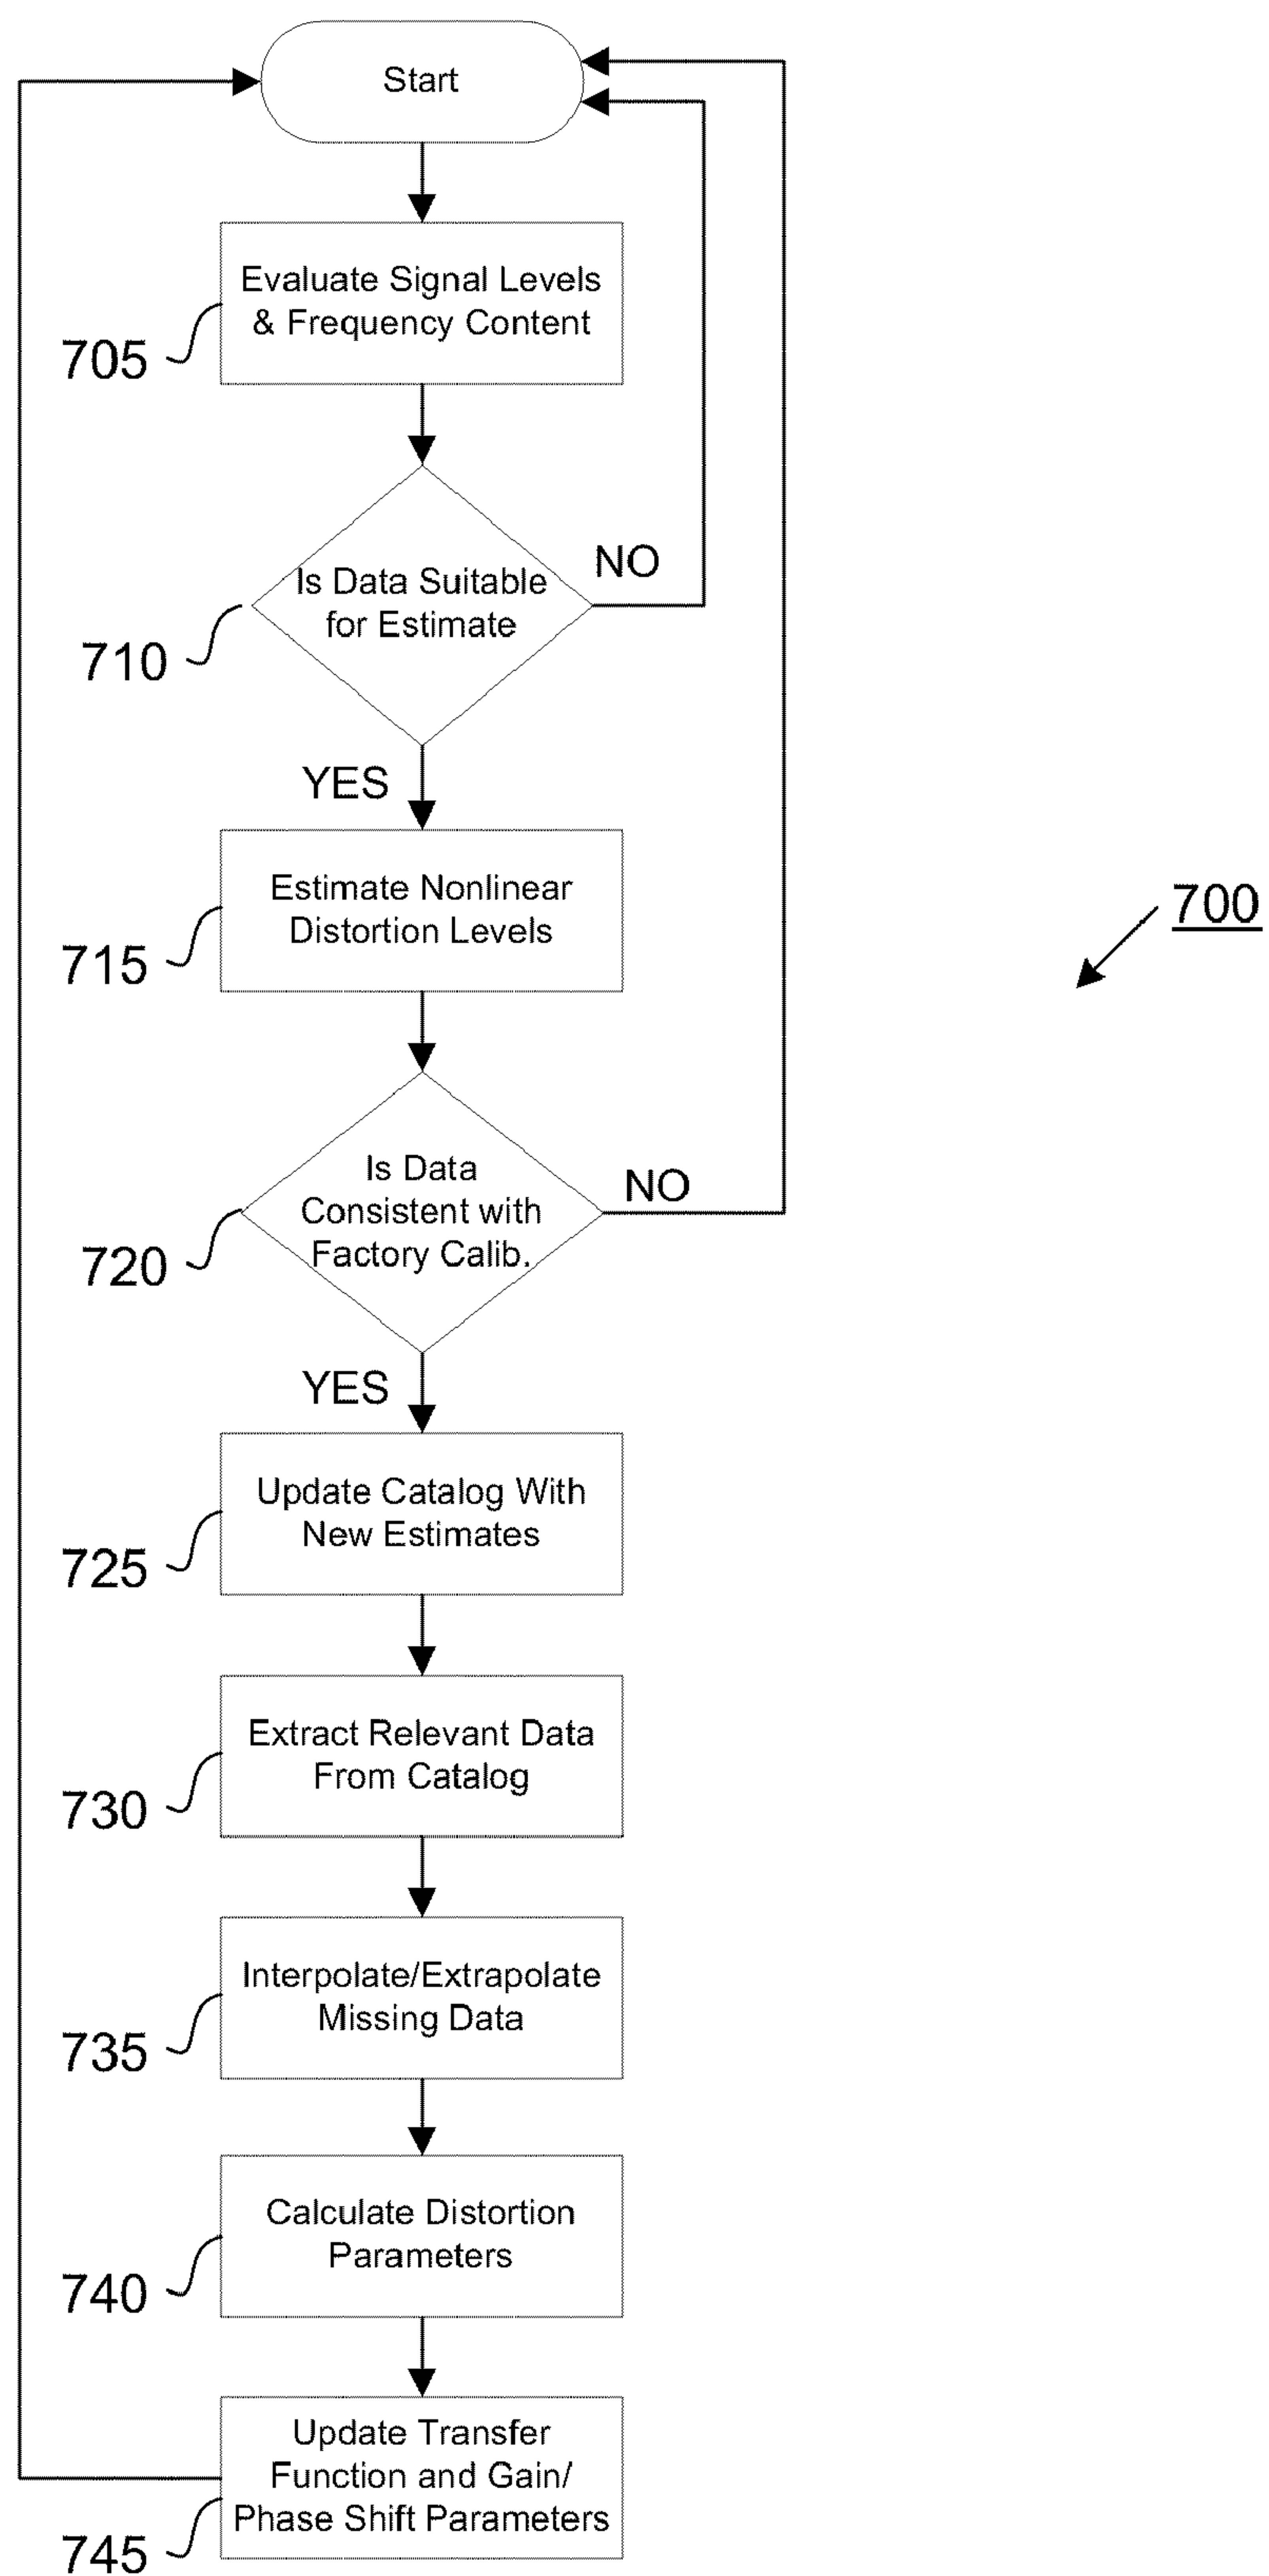 Start
Evaluate Signal Levels
& Frequency Content
705
Is Data Suitable
for Estimate
NO
710
YES
Estimate Nonlinear
Distortion Levels
715
700
Is Data
Consistent with
Factory Calib.
NO
720
YES
Update Catalog With
New Estimates
725
Extract Relevant Data
From Catalog
730
Interpolate/Extrapolate
Missing Data
735
Calculate Distortion
Parameters
740
Update Transfer
Function and Gain/
Phase Shift Parameters
745